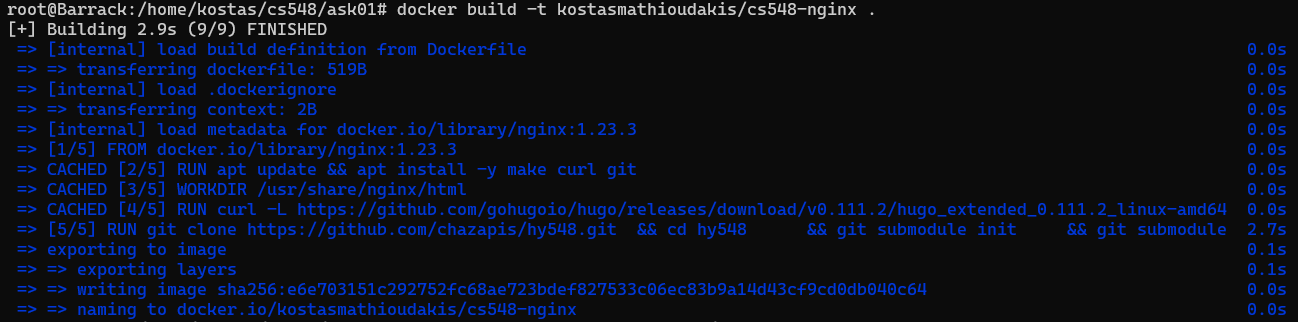 root@Barrack:/home/kostas/cs548/ask01# docker build -t kostasmathioudakis/cs548-nginx .
[+] Building 2.9s (9/9) FINISHED
=> [internal] load build definition from Dockerfile 0.0s
=> => transferring dockerfile: 519B 0.0s
=> [internal] load .dockerignore 0.0s
=> => transferring context: 2B 0.0s
=> [internal] load metadata for docker.io/library/nginx:1.23.3 0.0s
=> [1/5] FROM docker.io/library/nginx:1.23.3 0.0s
=> CACHED [2/5] RUN apt update && apt install -y make curl git 0.0s
=> CACHED [3/5] WORKDIR /usr/share/nginx/html 0.0s
=> CACHED [4/5] RUN curl -L https://github.com/gohugoio/hugo/releases/download/v0.111.2/hugo_extended_0.111.2_linux-amd64 0.0s
=> [5/5] RUN git clone https://github.com/chazapis/hy548.git  && cd hy548      && git submodule init     && git submodule 2.7s
=> exporting to image 0.1s
=> => exporting layers 0.1s
=> => writing image sha256:e6e703151c292752fc68ae723bdef827533c06ec83b9a14d43cf9cd0db040c64 0.0s
=> => naming to docker.io/kostasmathioudakis/cs548-nginx 0.0s